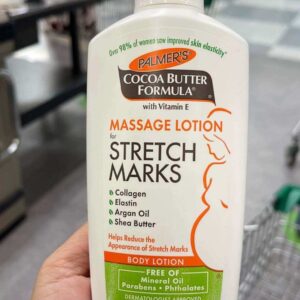 Over 98% of women saw improved skin elasticity*
PALMER'S®
COCOA BUTTER
FORMULA®
with Vitamin E
MASSAGE LOTION
for
STRETCH
MARKS
Collagen
Elastin
Argan Oil
Shea Butter
Helps Reduce the
Appearance of Stretch Marks
BODY LOTION
FREE OF
Mineral Oil
Parabens • Phthalates
DERMATOLOGIST APPROVED